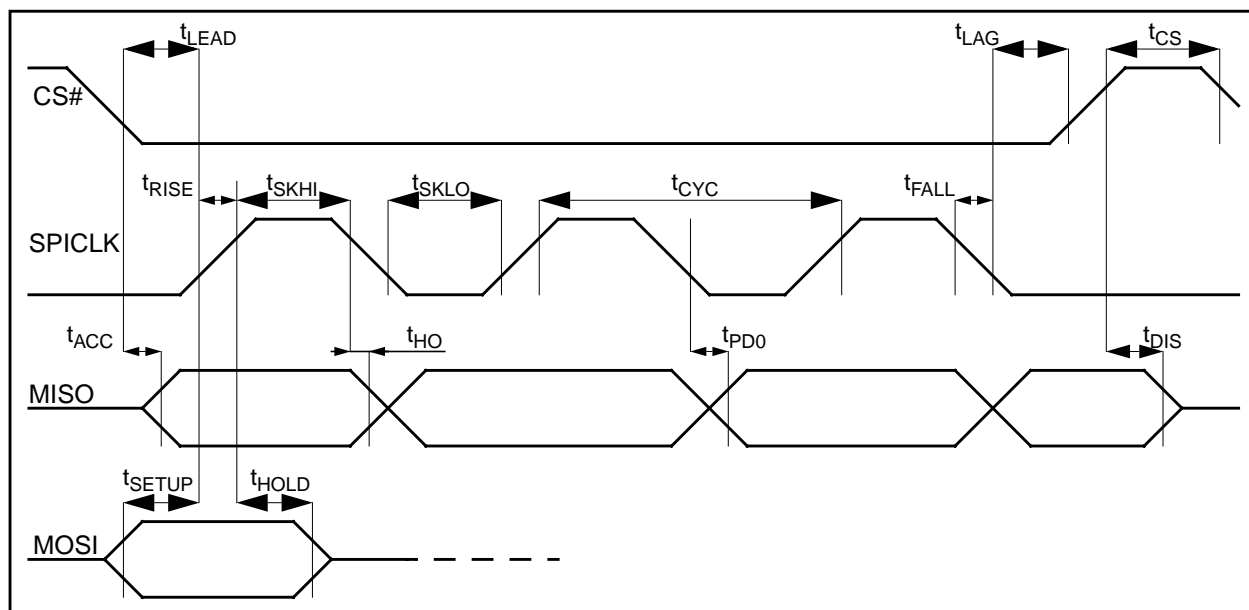 tLEAD
tLAG
tCS
CS#
tRISE
tSKHI
tSKLO
tCYC
tFALL
SPICLK
tACC
tHO
tPD0
tDIS
MISO
tSETUP
tHOLD
MOSI